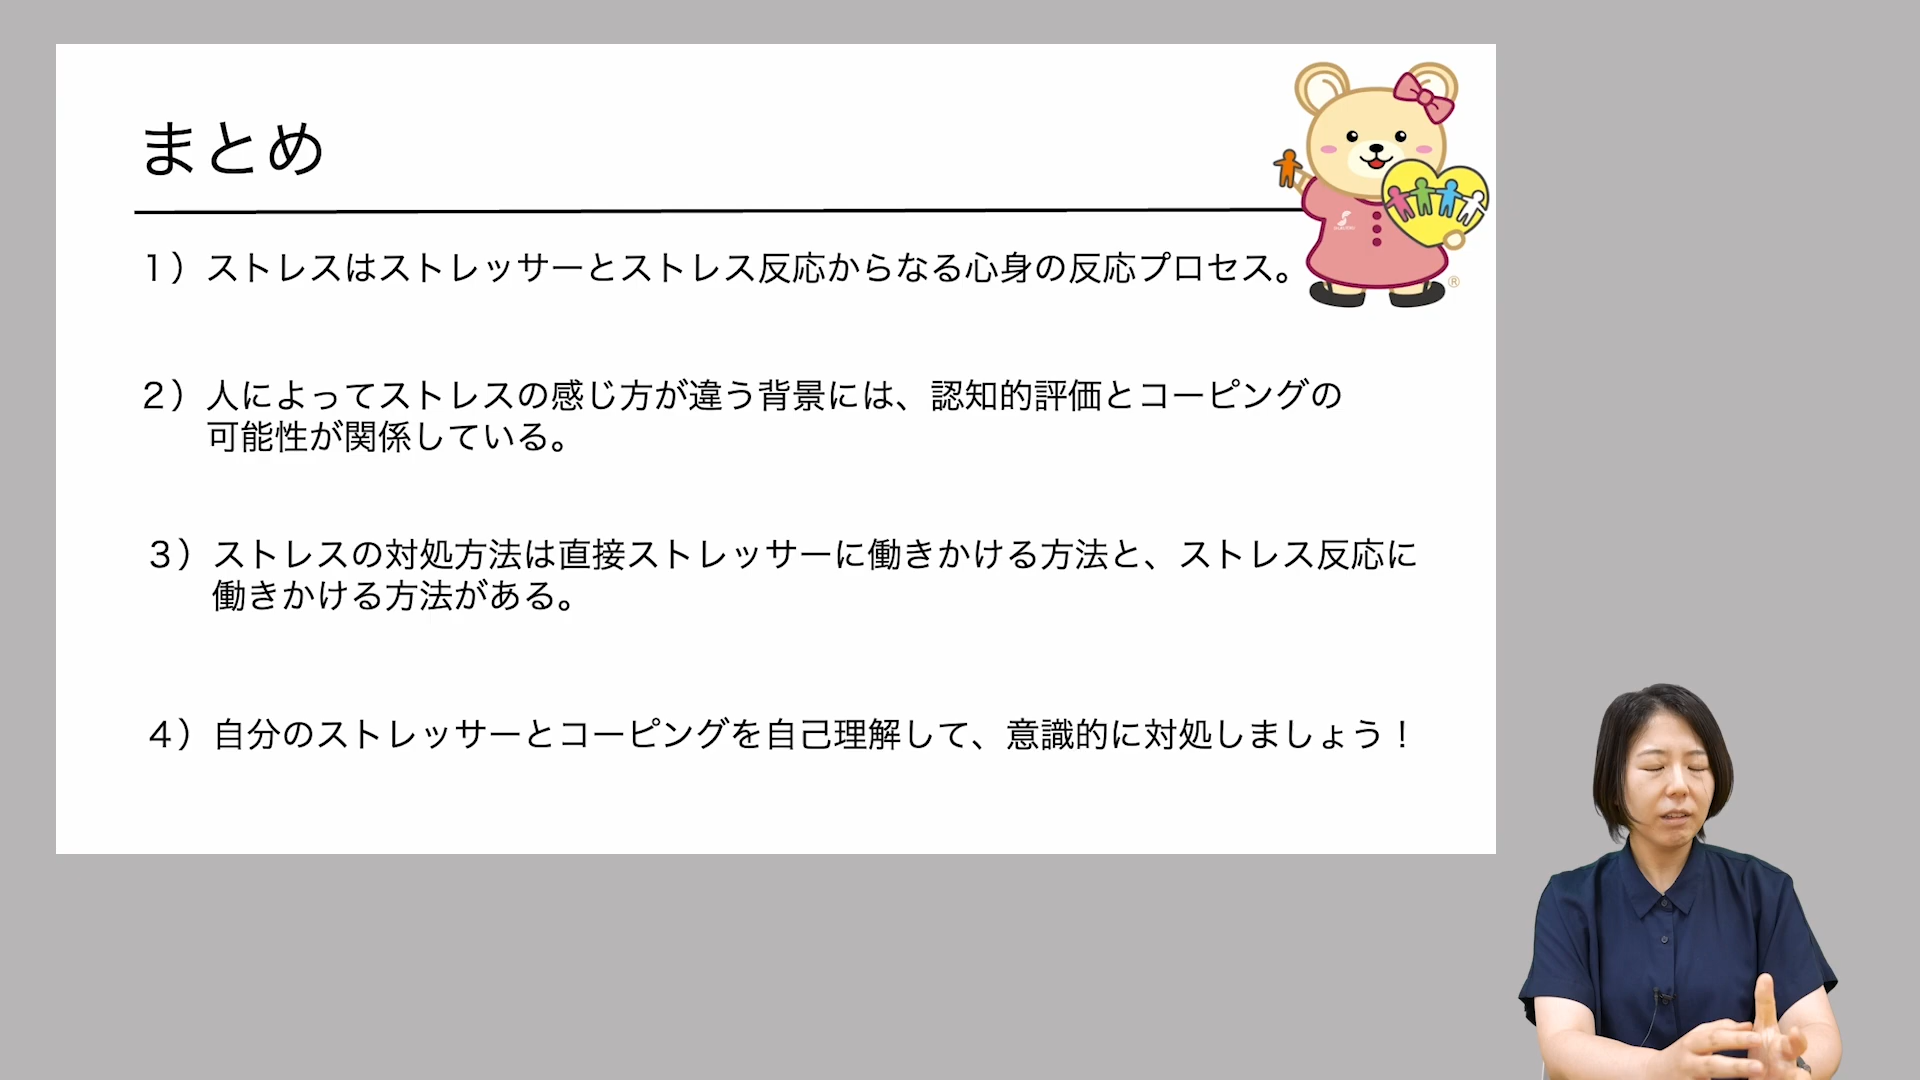 まとめ
１）ストレスはストレッサーとストレス反応からなる心身の反応プロセス。
２）人によってストレスの感じ方が違う背景には、認知的評価とコーピングの
可能性が関係している。
３）ストレスの対処方法は直接ストレッサーに働きかける方法と、ストレス反応に
働きかける方法がある。
４）自分のストレッサーとコーピングを自己理解して、意識的に対処しましょう！
®